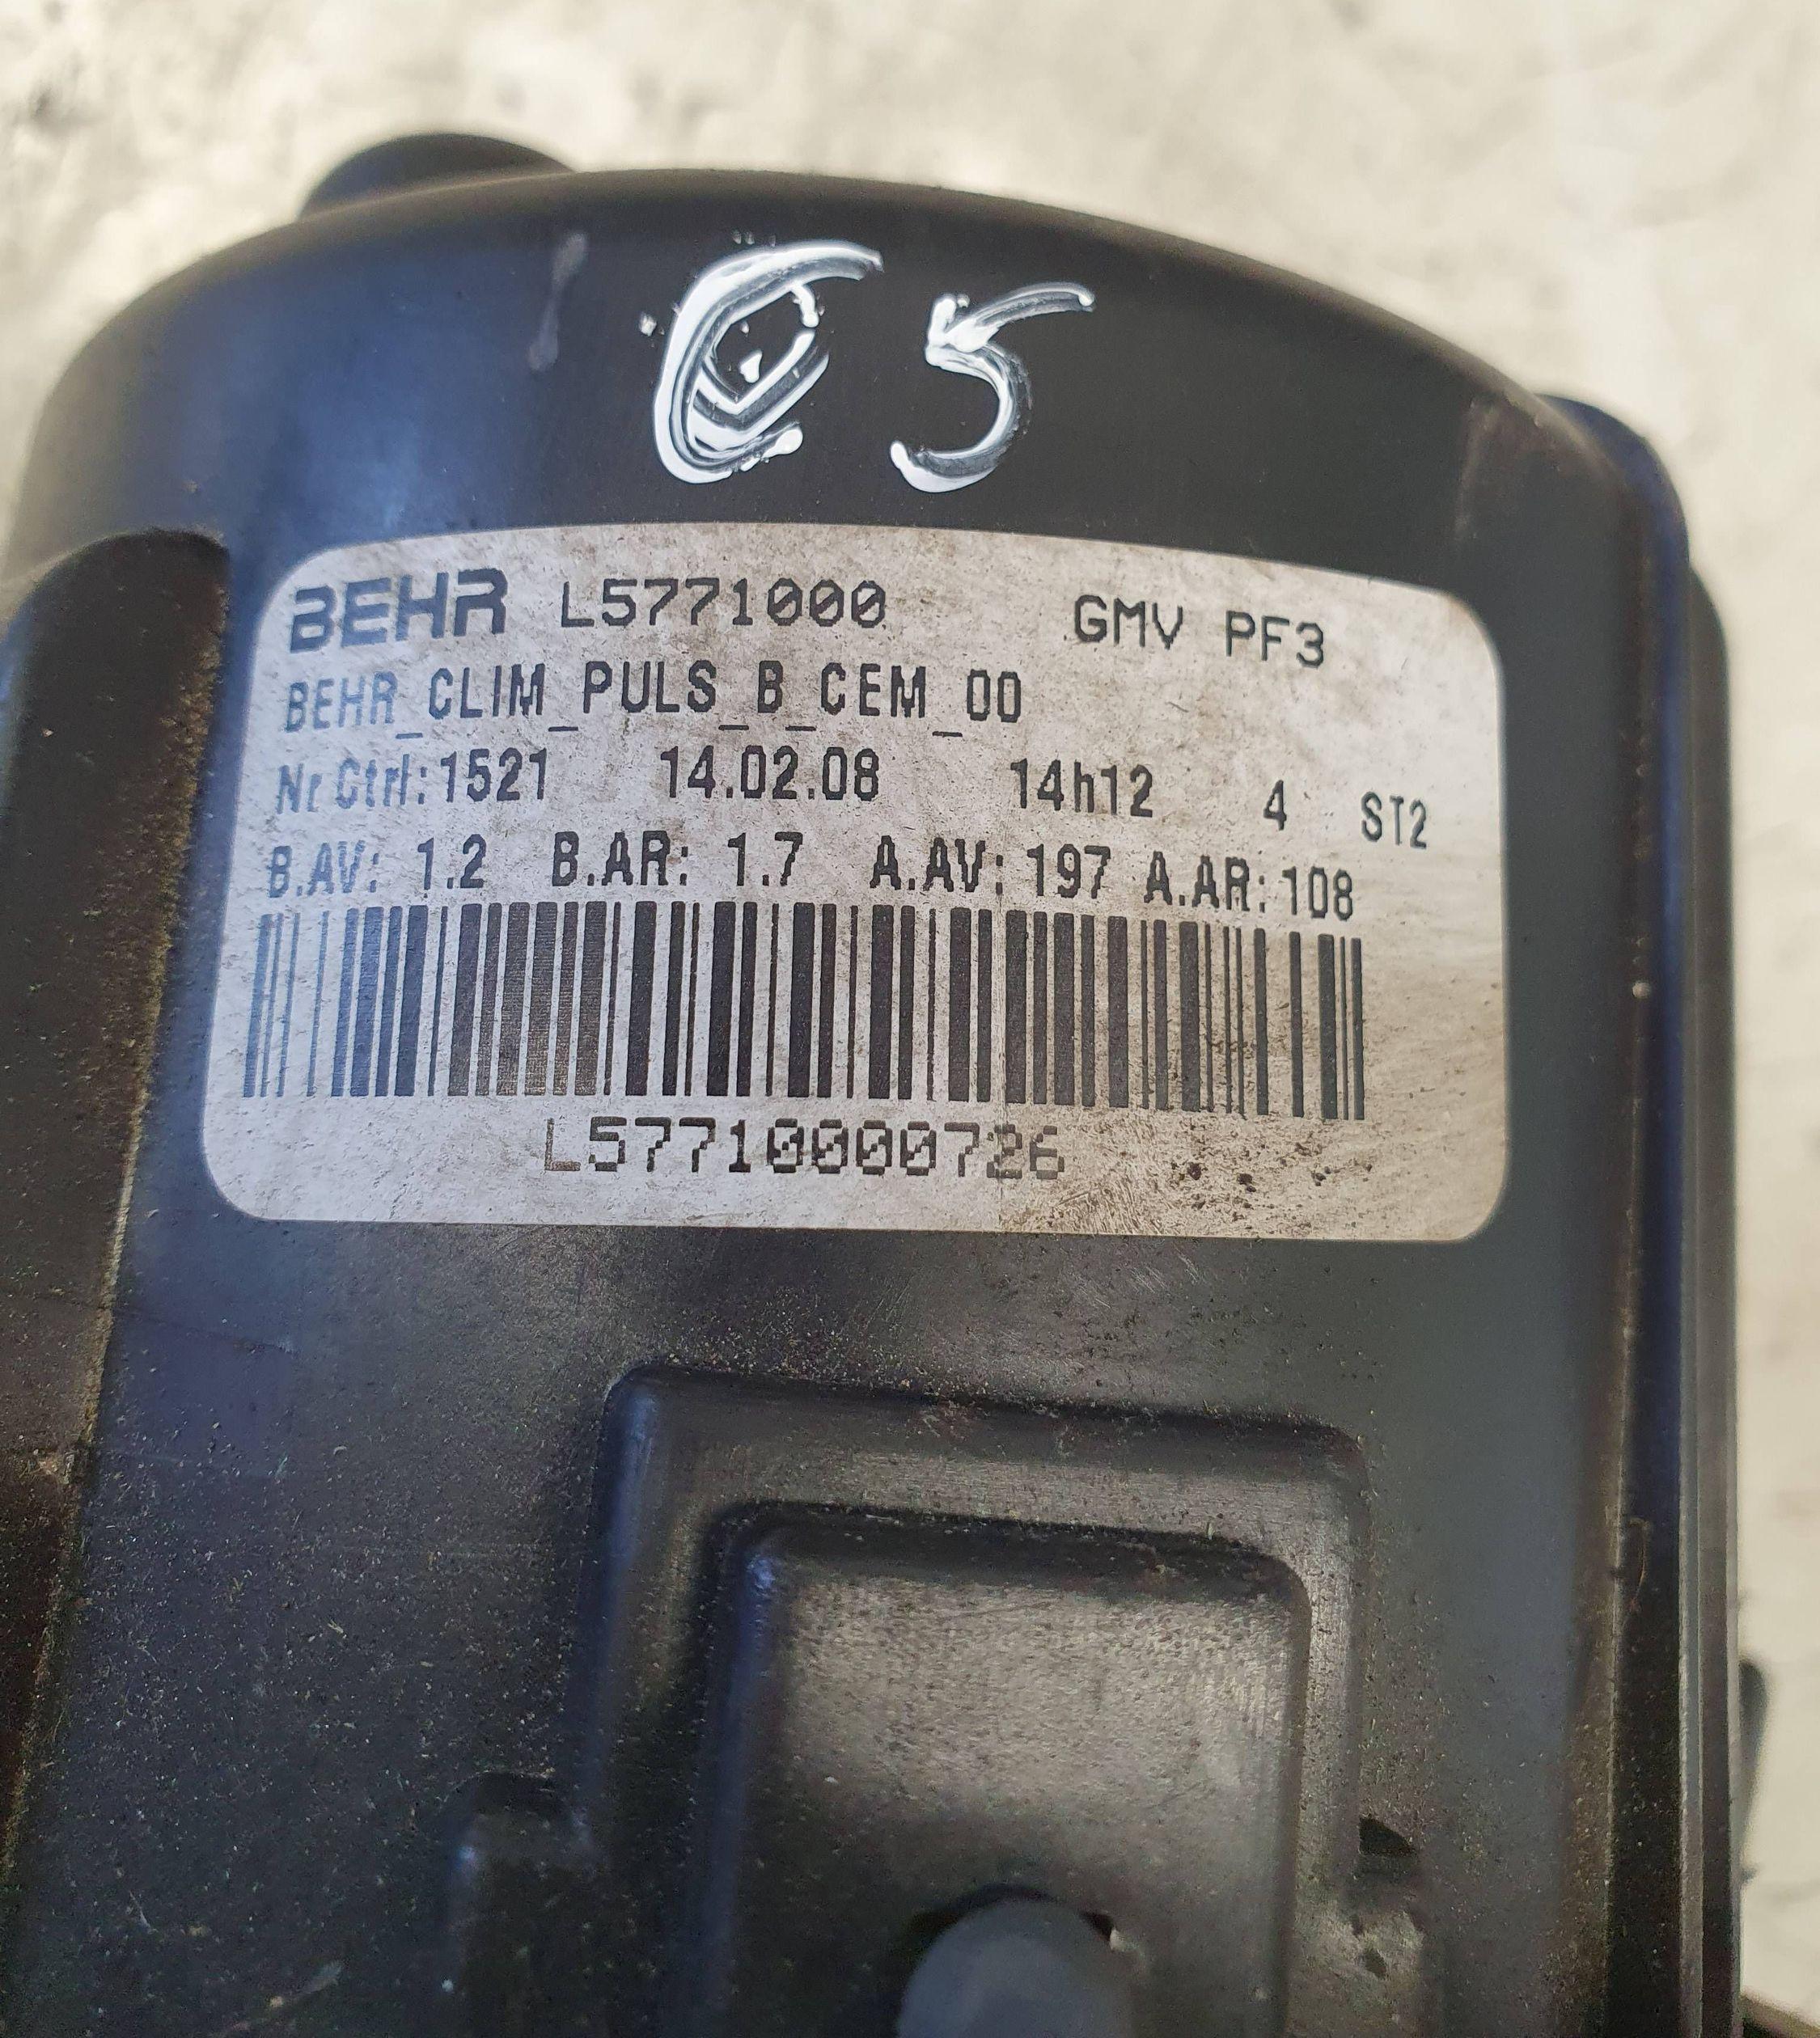 C5
BEHR L5771000 GMV PF3
BEHR_CLIM_PULS_B_CEM_00
Nr Ctrl:1521 14.02.08 14h12 4 ST2
B.AV: 1.2 B.AR: 1.7 A.AV: 197 A.AR: 108
L57710000726